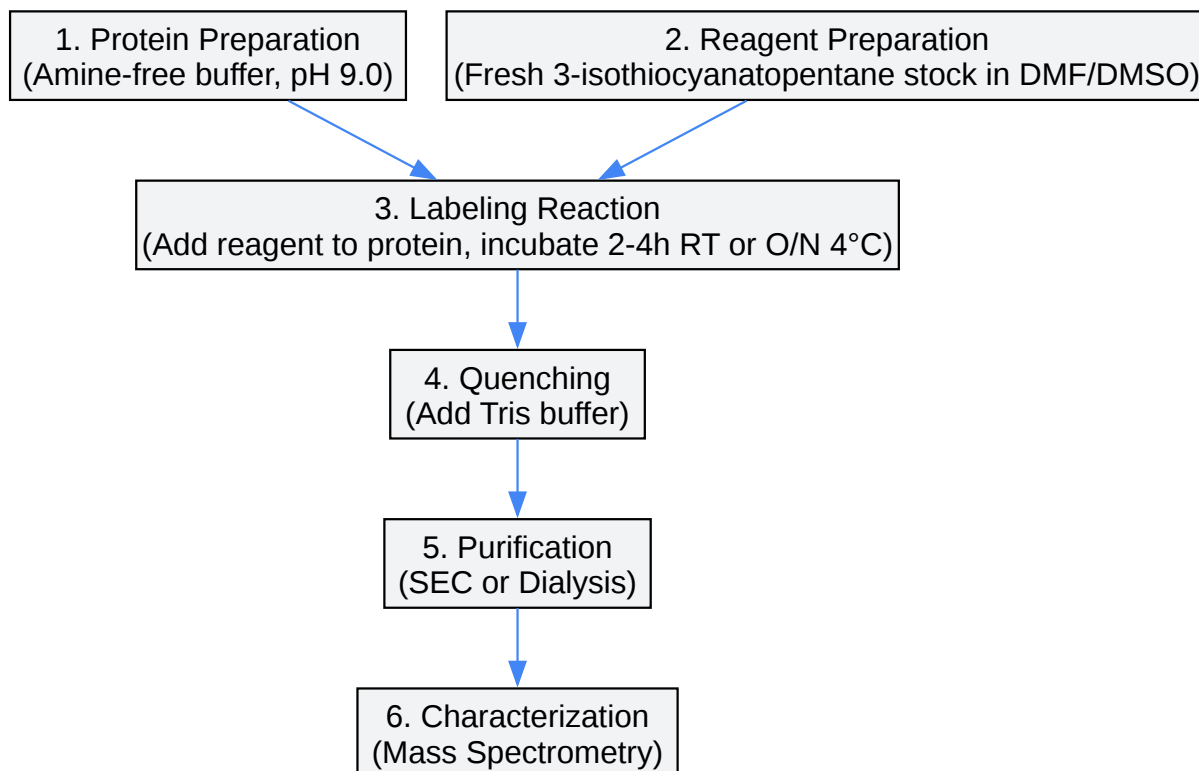 1. Protein Preparation
(Amine-free buffer, pH 9.0)
2. Reagent Preparation
(Fresh 3-isothiocyanatopentane stock in DMF/DMSO)
3. Labeling Reaction
(Add reagent to protein, incubate 2-4h RT or O/N 4°C)
4. Quenching
(Add Tris buffer)
5. Purification
(SEC or Dialysis)
6. Characterization
(Mass Spectrometry)